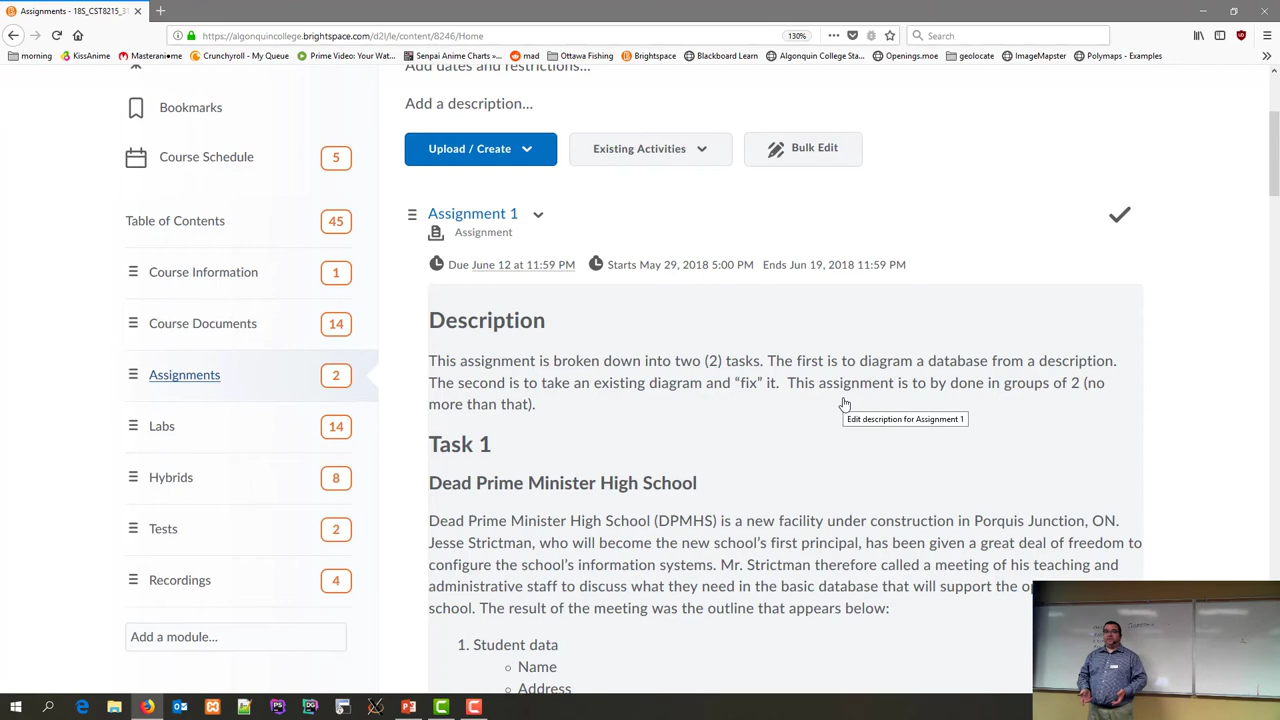 Assignments - 18S_CST8215_3
https://algonquincollege.brightspace.com/d2l/le/content/8246/Home
130%
Search
morning
KissAnime
Masterani●me
Crunchyroll - My Queue
Prime Video: Your Wat...
Senpai Anime Charts +...
mad
Ottawa Fishing
Brightspace
Blackboard Learn
Algonquin College Sta...
Openings.moe
geolocate
ImageMapster
Polymaps - Examples
Bookmarks
Course Schedule
5
Table of Contents
45
Course Information
1
Course Documents
14
Assignments
2
Labs
14
Hybrids
8
Tests
2
Recordings
4
Add a module...
Add dates and restrictions...
Add a description...
Upload / Create
Existing Activities
Bulk Edit
Assignment 1
Assignment
Due June 12 at 11:59 PM
Starts May 29, 2018 5:00 PM
Ends Jun 19, 2018 11:59 PM
Description
This assignment is broken down into two (2) tasks. The first is to diagram a database from a description.
The second is to take an existing diagram and “fix” it.  This assignment is to by done in groups of 2 (no
more than that).
Edit description for Assignment 1
Task 1
Dead Prime Minister High School
Dead Prime Minister High School (DPMHS) is a new facility under construction in Porquis Junction, ON.
Jesse Strictman, who will become the new school’s first principal, has been given a great deal of freedom to
configure the school’s information systems. Mr. Strictman therefore called a meeting of his teaching and
administrative staff to discuss what they need in the basic database that will support the op
school. The result of the meeting was the outline that appears below:
1. Student data
Name
Address